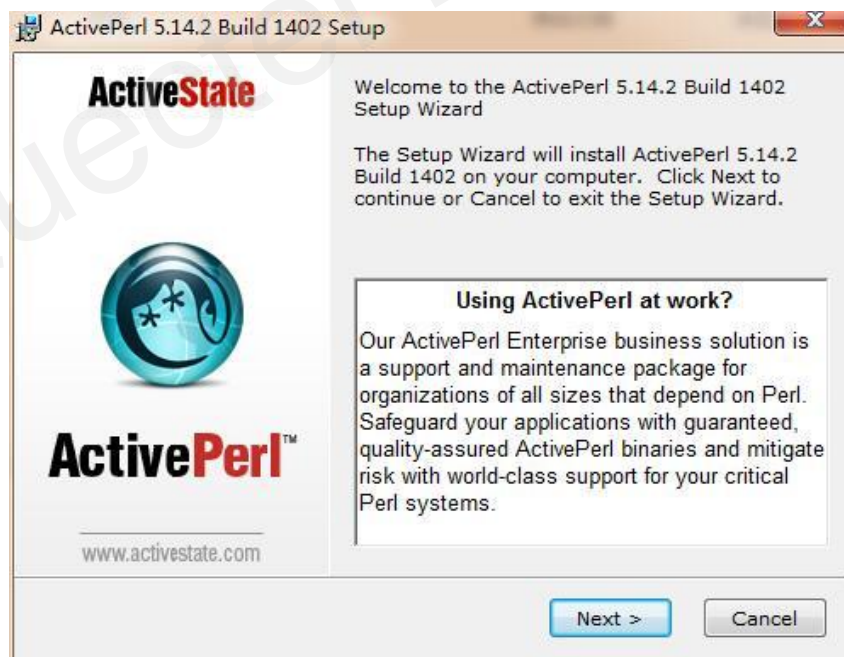 ActivePerl 5.14.2 Build 1402 Setup
ActiveState
Welcome to the ActivePerl 5.14.2 Build 1402
Setup Wizard
The Setup Wizard will install ActivePerl 5.14.2
Build 1402 on your computer. Click Next to
continue or Cancel to exit the Setup Wizard.
Using ActivePerl at work?
Our ActivePerl Enterprise business solution is
a support and maintenance package for
organizations of all sizes that depend on Perl.
Safeguard your applications with guaranteed,
quality-assured ActivePerl binaries and mitigate
risk with world-class support for your critical
Perl systems.
ActivePerl™
www.activestate.com
Next >
Cancel